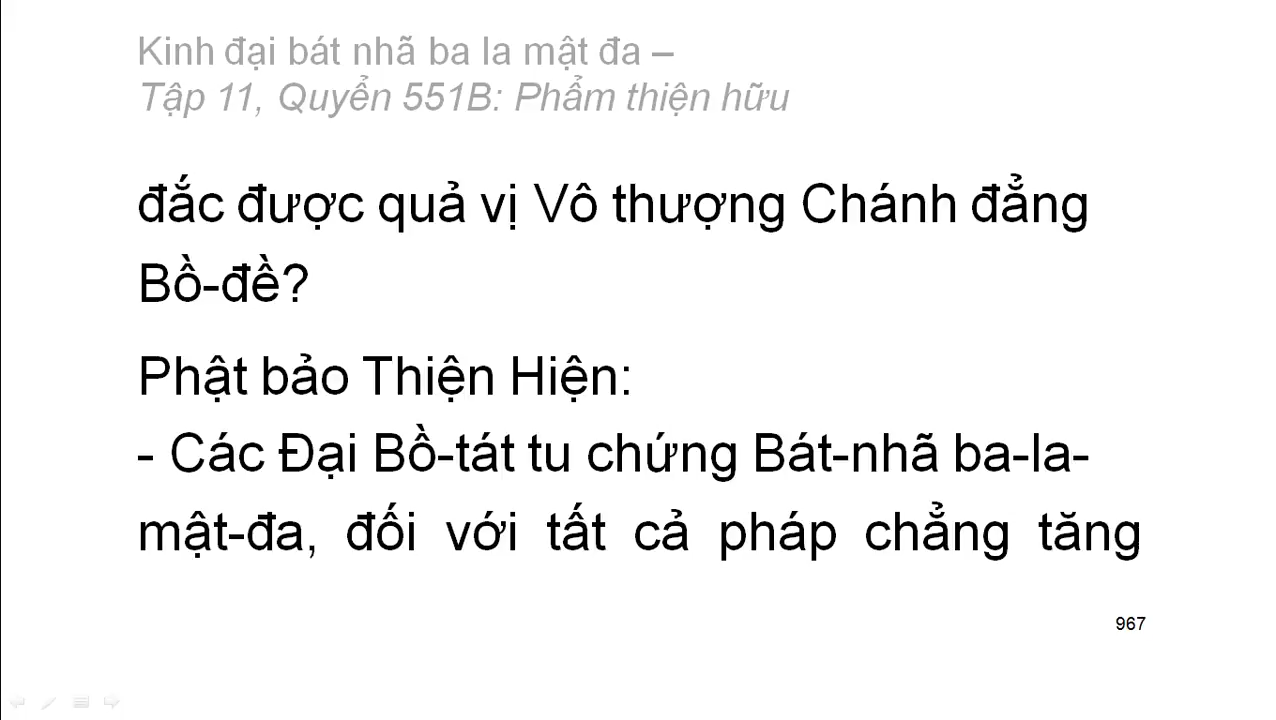 Kinh đại bát nhã ba la mật đa –
Tập 11, Quyển 551B: Phẩm thiện hữu
đắc được quả vị Vô thượng Chánh đẳng
Bồ-đề?
Phật bảo Thiện Hiện:
- Các Đại Bồ-tát tu chứng Bát-nhã ba-la-
mật-đa, đối với tất cả pháp chẳng tăng
967